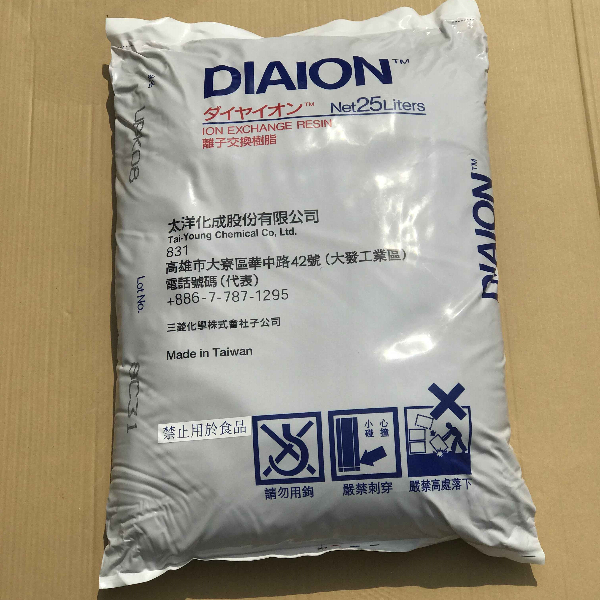 DIAION™
ダイヤイオン™ Net25Liters
ION EXCHANGE RESIN
離子交換樹脂
UBK08
Lot No.
8C31
DIAION™
太洋化成股份有限公司
Tai-Young Chemical Co, Ltd.
831
高雄市大寮區華中路42號(大發工業區)
電話號碼(代表)
+886-7-787-1295
三菱化學株式會社子公司
Made in Taiwan
禁止用於食品
小心
碰撞
請勿用鉤
嚴禁刺穿
嚴禁高處落下